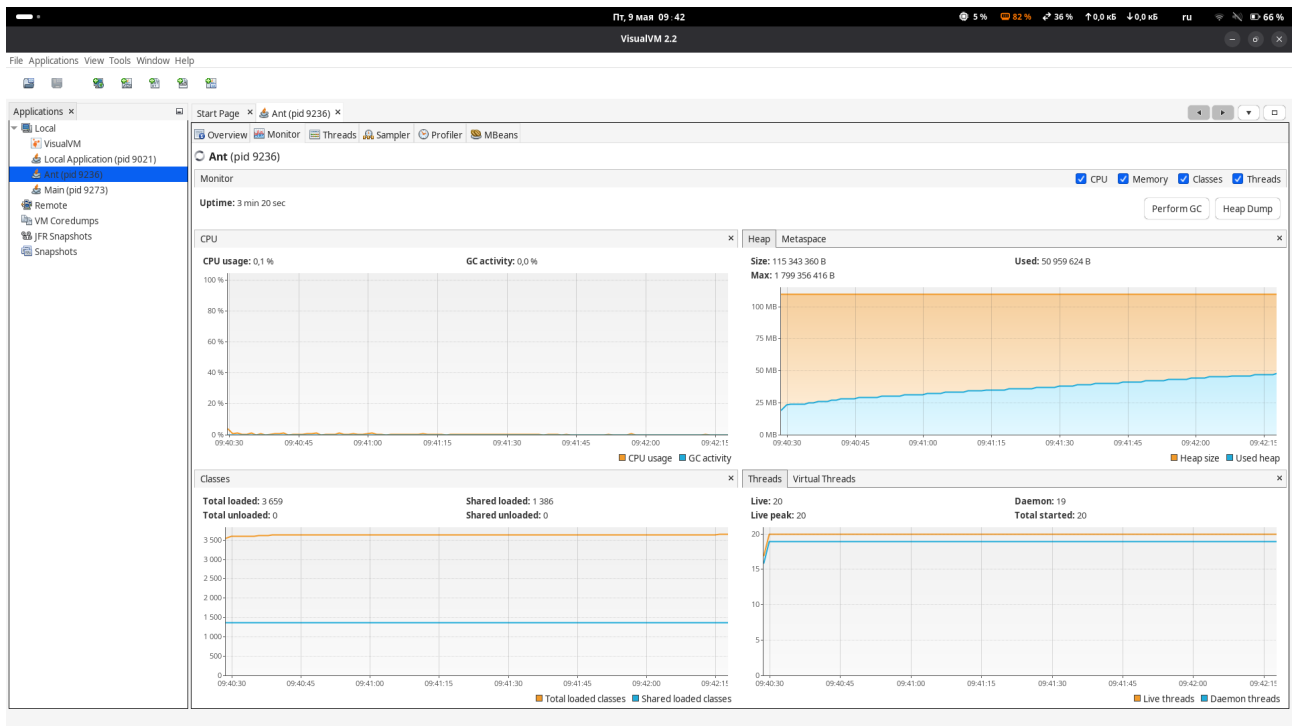 Пт, 9 мая 09:42
5 % 82 % 36 % ↑0,0 кБ ↓0,0 кБ ru 66 %
VisualVM 2.2
File Applications View Tools Window Help
Applications
Local
VisualVM
Local Application (pid 9021)
Ant (pid 9236)
Main (pid 9273)
Remote
VM Coredumps
JFR Snapshots
Snapshots
Start Page Ant (pid 9236)
Overview Monitor Threads Sampler Profiler MBeans
Ant (pid 9236)
Monitor CPU Memory Classes Threads
Uptime: 3 min 20 sec
Perform GC Heap Dump
CPU
CPU usage: 0,1 % GC activity: 0,0 %
100 %
80 %
60 %
40 %
20 %
0 %
09:40:30 09:40:45 09:41:00 09:41:15 09:41:30 09:41:45 09:42:00 09:42:15
CPU usage GC activity
Heap Metaspace
Size: 115 343 360 B Used: 50 959 624 B
Max: 1 799 356 416 B
100 MB
75 MB
50 MB
25 MB
0 MB
09:40:30 09:40:45 09:41:00 09:41:15 09:41:30 09:41:45 09:42:00 09:42:15
Heap size Used heap
Classes
Total loaded: 3 659 Shared loaded: 1 386
Total unloaded: 0 Shared unloaded: 0
3 500
3 000
2 500
2 000
1 500
1 000
500
0
09:40:30 09:40:45 09:41:00 09:41:15 09:41:30 09:41:45 09:42:00 09:42:15
Total loaded classes Shared loaded classes
Threads Virtual Threads
Live: 20 Daemon: 19
Live peak: 20 Total started: 20
20
15
10
5
0
09:40:30 09:40:45 09:41:00 09:41:15 09:41:30 09:41:45 09:42:00 09:42:15
Live threads Daemon threads